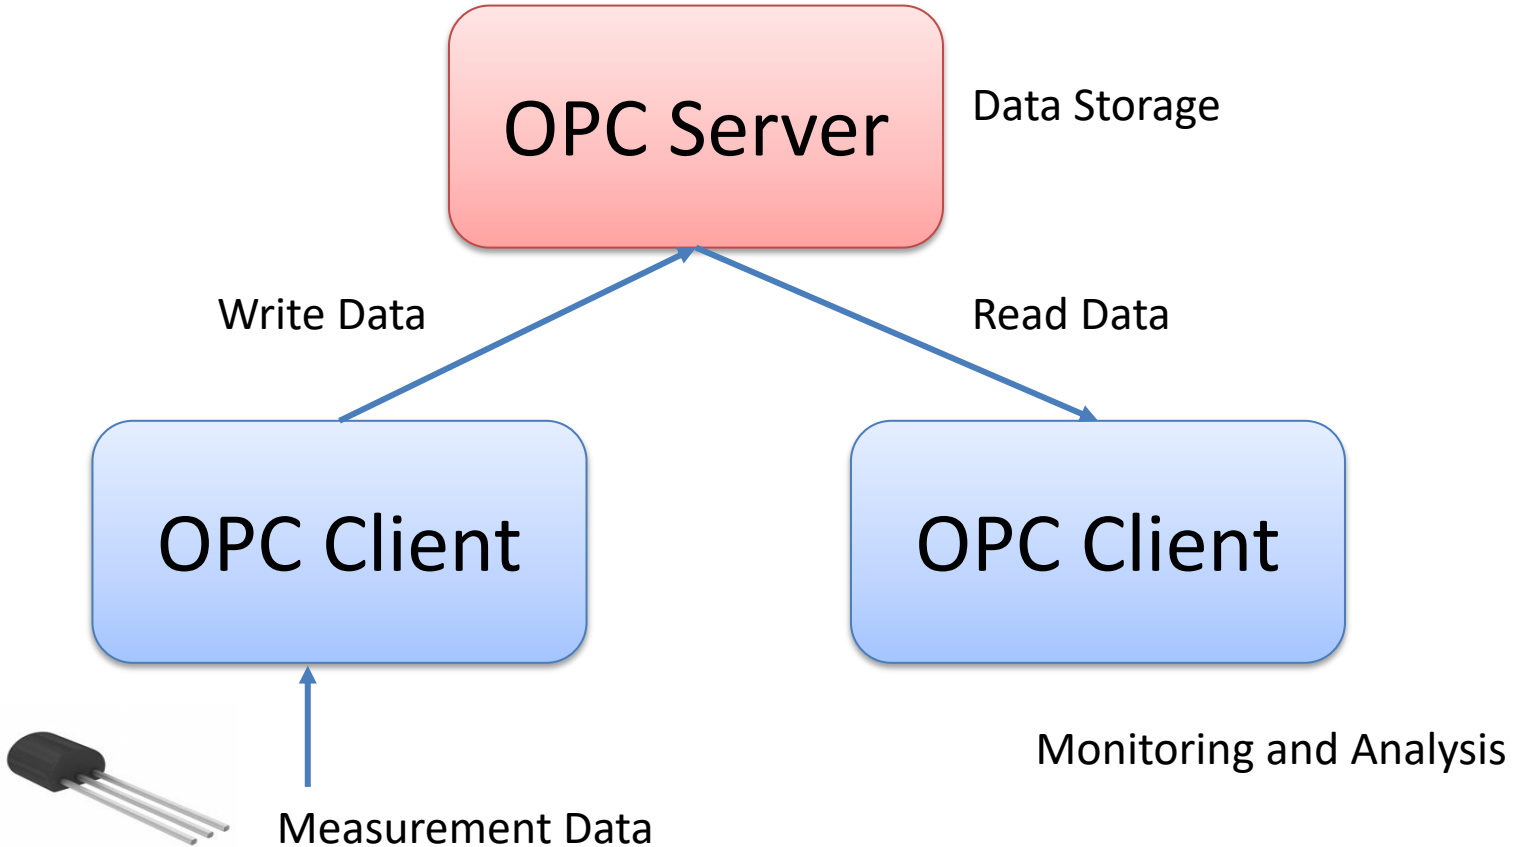 OPC Server
Data Storage
Write Data
Read Data
OPC Client
OPC Client
Monitoring and Analysis
Measurement Data